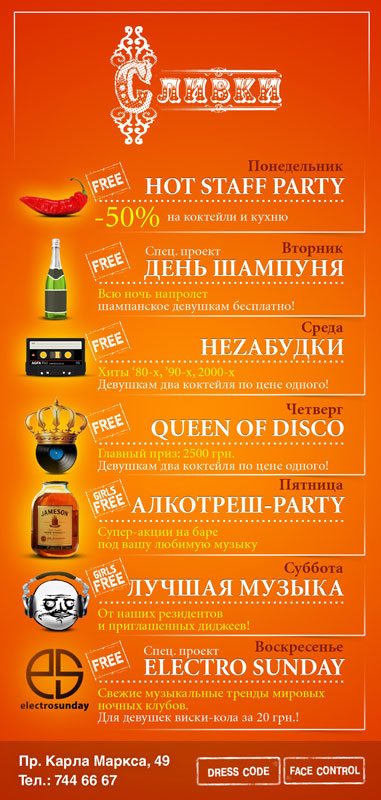 Сливки
Понедельник
FREE
HOT STAFF PARTY
-50% на коктейли и кухню
Спец. проект
Вторник
FREE
ДЕНЬ ШАМПУНЯ
Всю ночь напролет
шампанское девушкам бесплатно!
Среда
FREE
НЕZАБУДКИ
Хиты '80-х, '90-х, 2000-х
Девушкам два коктейля по цене одного!
Четверг
FREE
QUEEN OF DISCO
Главный приз: 2500 грн.
Девушкам два коктейля по цене одного!
Пятница
GIRLS FREE
JAMESON
АЛКОТРЕШ-PARTY
Супер-акции на баре
под вашу любимую музыку
Суббота
GIRLS FREE
ЛУЧШАЯ МУЗЫКА
От наших резидентов
и приглашенных диджеев!
Спец. проект
Воскресенье
FREE
ELECTRO SUNDAY
electrosunday
Свежие музыкальные тренды мировых
ночных клубов.
Для девушек виски-кола за 20 грн.!
Пр. Карла Маркса, 49
Тел.: 744 66 67
DRESS CODE
FACE CONTROL